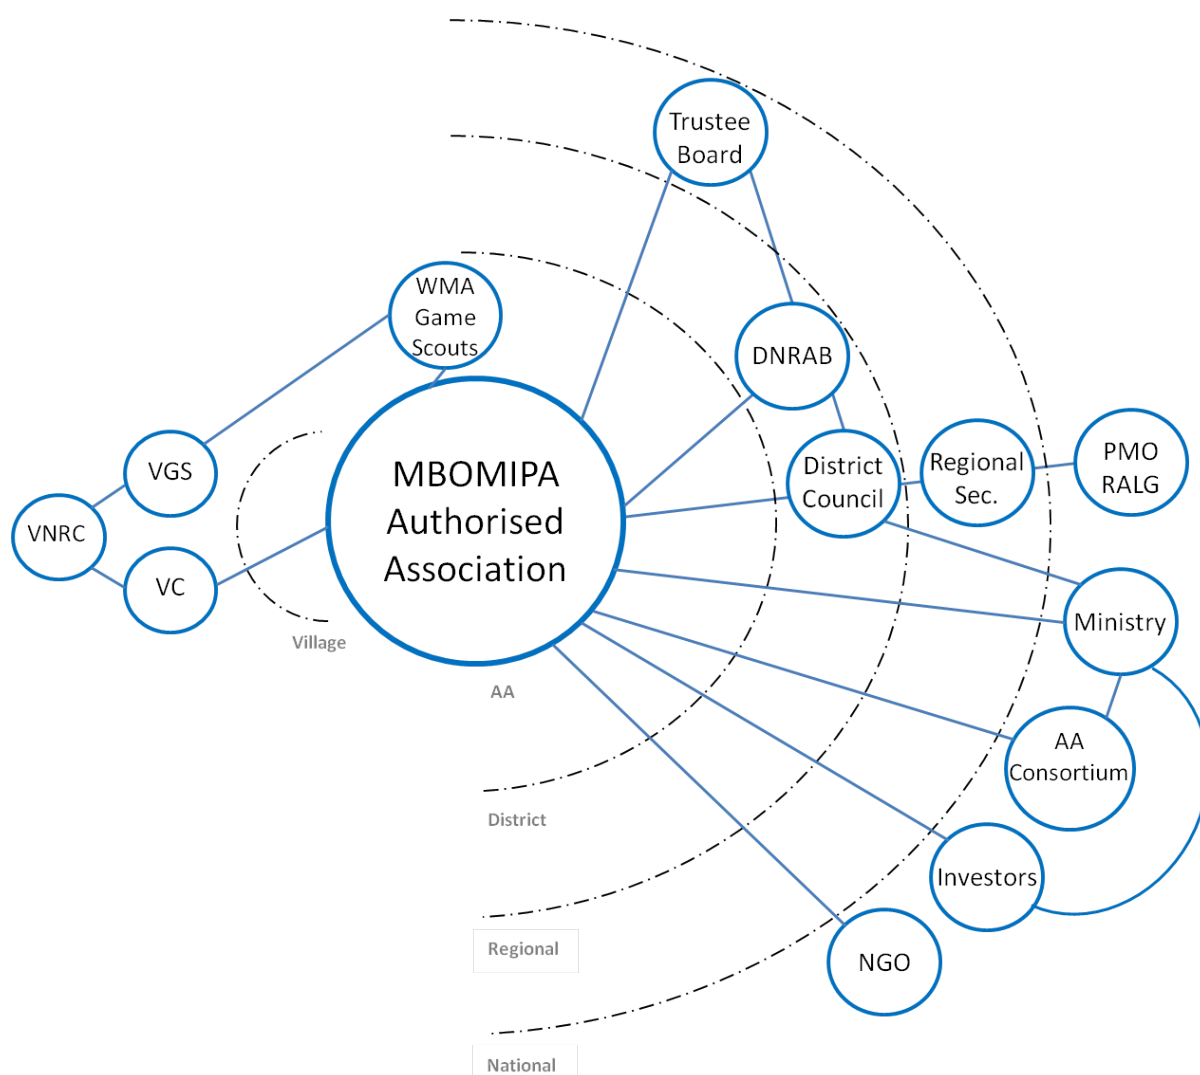 Trustee
Board
WMA
Game
Scouts
DNRAB
VGS
VNRC
VC
MBOMIPA
Authorised
Association
District
Council
Regional
Sec.
PMO
RALG
Ministry
Village
AA
AA
Consortium
District
Investors
Regional
NGO
National